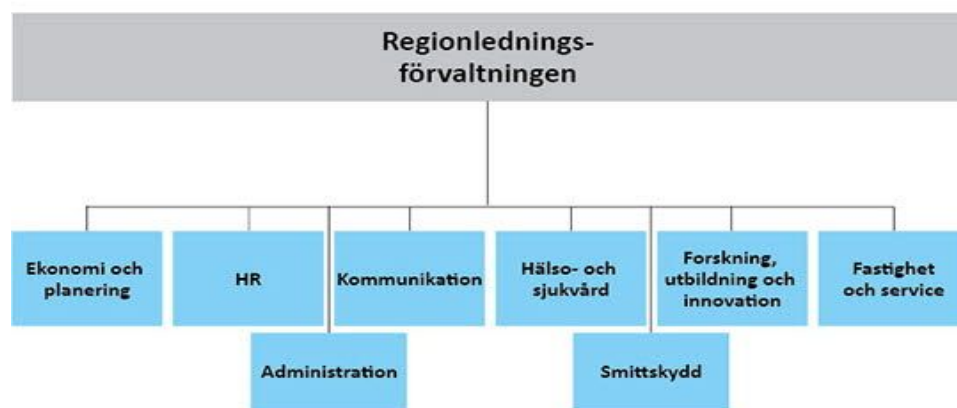 Regionlednings-
förvaltningen
Ekonomi och
planering
HR
Kommunikation
Hälso- och
sjukvård
Forskning,
utbildning och
innovation
Fastighet
och service
Administration
Smittskydd